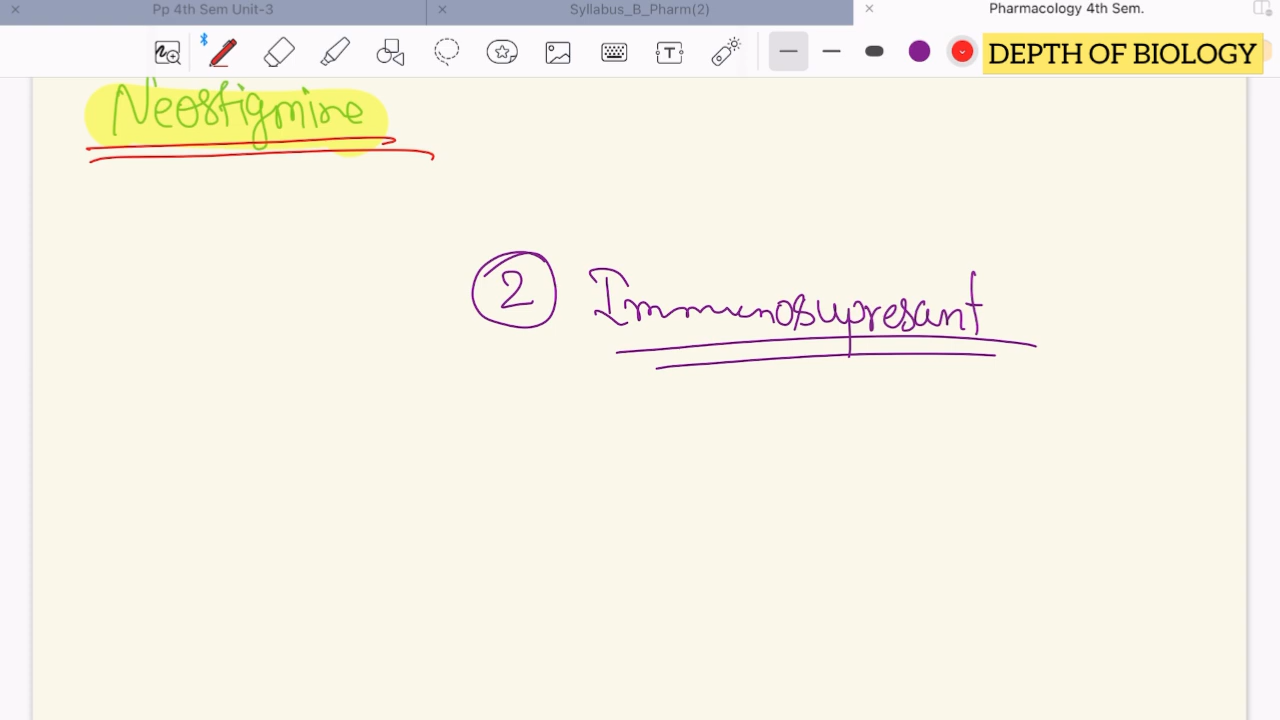 Pp 4th Sem Unit-3
Syllabus_B_Pharm(2)
Pharmacology 4th Sem.
T
DEPTH OF BIOLOGY
Neostigmine
2 Immunosupresant